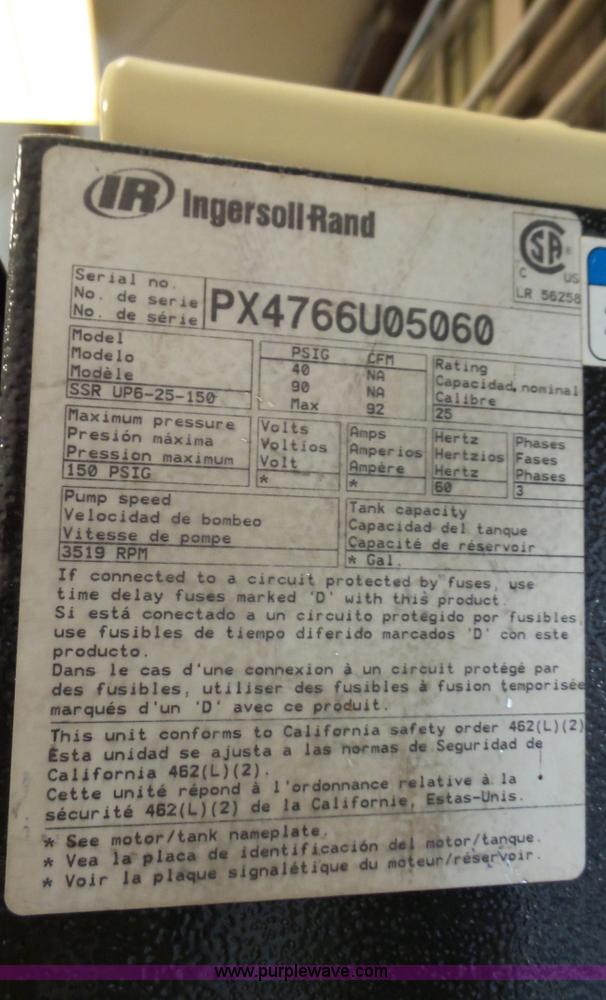 IR Ingersoll-Rand
CSA
C US
LR 56258
Serial no.
No. de serie
No. de série
PX4766U05060
Model
Modelo
Modèle
SSR UP6-25-150
PSIG CFM
40 NA
90 NA
Max 92
Rating
Capacidad nominal
Calibre
25
Maximum pressure
Presión máxima
Pression maximum
150 PSIG
Volts
Voltios
Volt
*
Amps
Amperios
Ampère
*
Hertz
Hertzios
Hertz
60
Phases
Fases
Phases
3
Pump speed
Velocidad de bombeo
Vitesse de pompe
3519 RPM
Tank capacity
Capacidad del tanque
Capacité de réservoir
* Gal.
If connected to a circuit protected by fuses, use
time delay fuses marked 'D' with this product.
Si está conectado a un circuito protegido por fusibles,
use fusibles de tiempo diferido marcados 'D' con este
producto.
Dans le cas d'une connexion à un circuit protégé par
des fusibles, utiliser des fusibles à fusion temporisée
marqués d'un 'D' avec ce produit.
This unit conforms to California safety order 462(L)(2)
Esta unidad se ajusta a las normas de Seguridad de
California 462(L)(2).
Cette unité répond à l'ordonnance relative à la
sécurité 462(L)(2) de la Californie, Estas-Unis.
* See motor/tank nameplate.
* Vea la placa de identificación del motor/tanque.
* Voir la plaque signalétique du moteur/réservoir.
www.purplewave.com